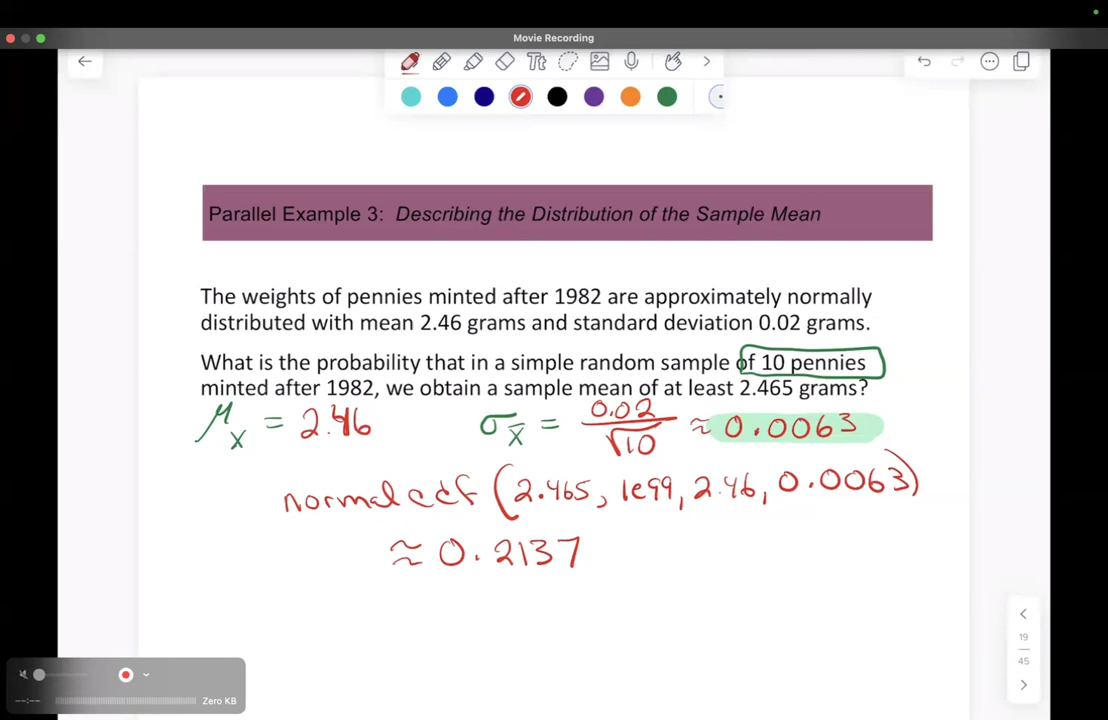 Movie Recording
Tt
Parallel Example 3: Describing the Distribution of the Sample Mean
The weights of pennies minted after 1982 are approximately normally
distributed with mean 2.46 grams and standard deviation 0.02 grams.
What is the probability that in a simple random sample of 10 pennies
minted after 1982, we obtain a sample mean of at least 2.465 grams?
μx = 2.46 σx̄ = 0.02/√10 ≈ 0.0063
normalcdf (2.465, 1e99, 2.46, 0.0063)
≈ 0.2137
19
45
--:-- Zero KB